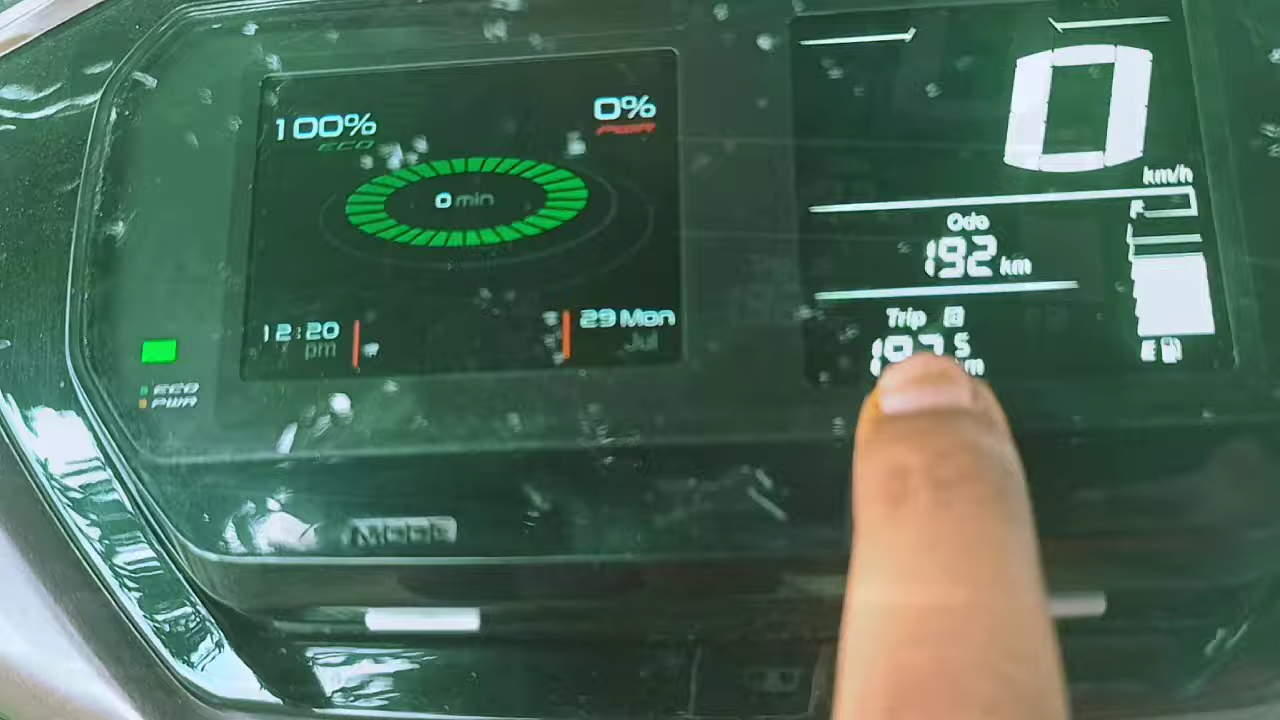 100%
ECO
0%
PWR
0 min
12:20
pm
29 Mon
Jul
ECO
PWR
MODE
0
km/h
Odo
192 km
Trip
F
E